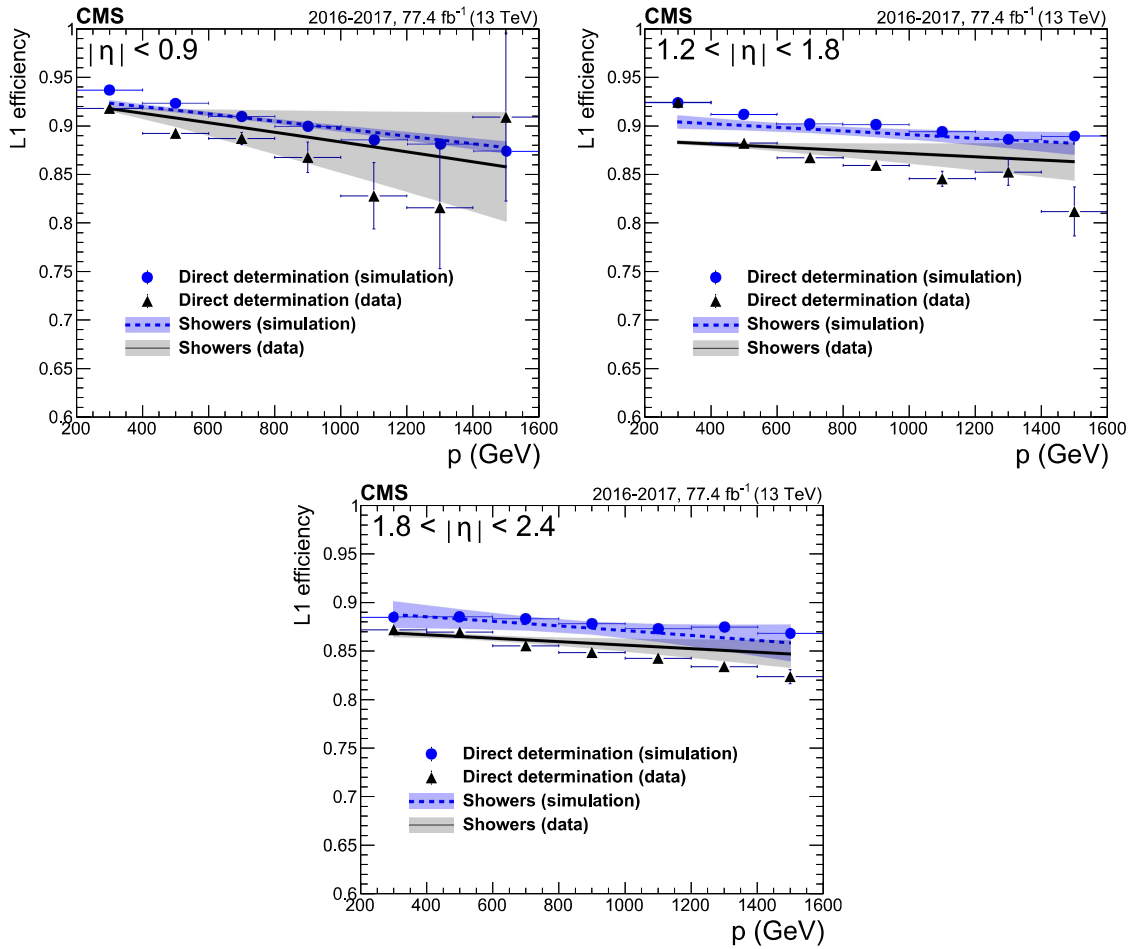 CMS 2016-2017, 77.4 fb⁻¹ (13 TeV)
|η| < 0.9
L1 efficiency
1
0.95
0.9
0.85
0.8
0.75
0.7
0.65
0.6
Direct determination (simulation)
Direct determination (data)
Showers (simulation)
Showers (data)
200 400 600 800 1000 1200 1400 1600
p (GeV)
CMS 2016-2017, 77.4 fb⁻¹ (13 TeV)
1.2 < |η| < 1.8
L1 efficiency
1
0.95
0.9
0.85
0.8
0.75
0.7
0.65
0.6
Direct determination (simulation)
Direct determination (data)
Showers (simulation)
Showers (data)
200 400 600 800 1000 1200 1400 1600
p (GeV)
CMS 2016-2017, 77.4 fb⁻¹ (13 TeV)
1.8 < |η| < 2.4
L1 efficiency
1
0.95
0.9
0.85
0.8
0.75
0.7
0.65
0.6
Direct determination (simulation)
Direct determination (data)
Showers (simulation)
Showers (data)
200 400 600 800 1000 1200 1400 1600
p (GeV)